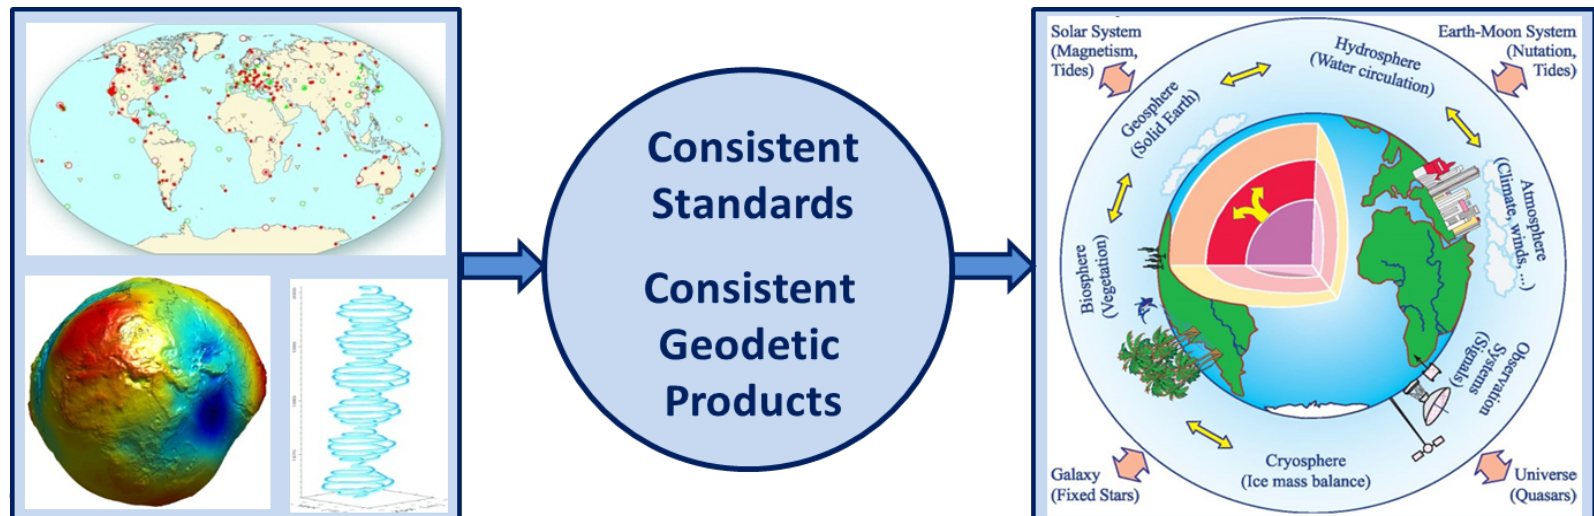 Consistent
Standards
Consistent
Geodetic
Products
Solar System
(Magnetism,
Tides)
Earth-Moon System
(Nutation,
Tides)
Hydrosphere
(Water circulation)
Geosphere
(Solid Earth)
Atmosphere
(Climate, winds, ...)
Biosphere
(Vegetation)
Observation
Systems
(Signals)
Cryosphere
(Ice mass balance)
Galaxy
(Fixed Stars)
Universe
(Quasars)